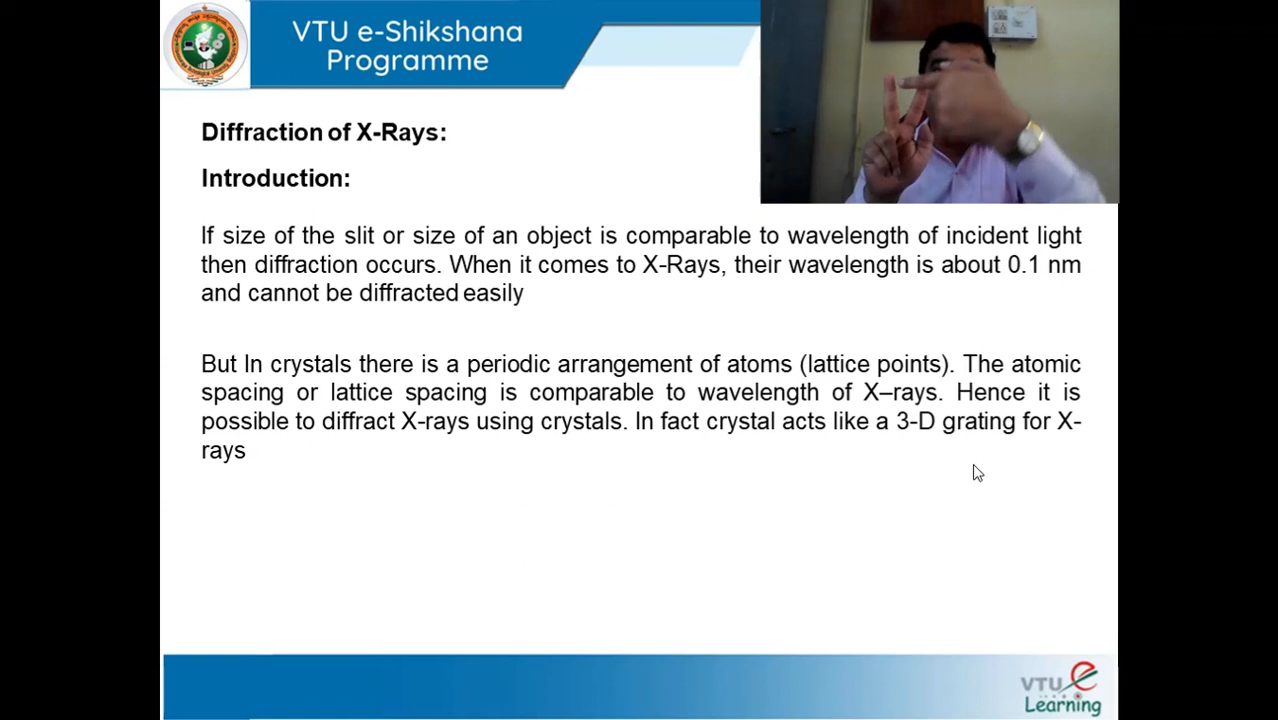 VTU e-Shikshana
Programme
Diffraction of X-Rays:
Introduction:
If size of the slit or size of an object is comparable to wavelength of incident light
then diffraction occurs. When it comes to X-Rays, their wavelength is about 0.1 nm
and cannot be diffracted easily
But In crystals there is a periodic arrangement of atoms (lattice points). The atomic
spacing or lattice spacing is comparable to wavelength of X–rays. Hence it is
possible to diffract X-rays using crystals. In fact crystal acts like a 3-D grating for X-
rays
VTU e
Learning